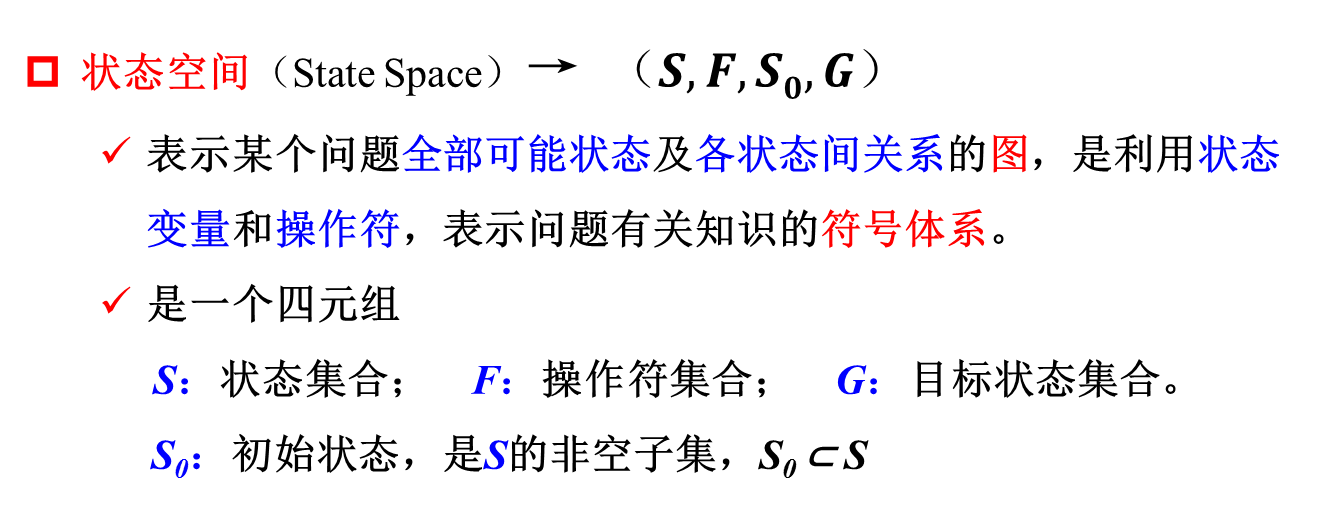 状态空间（State Space）→ （S, F, S₀, G）
表示某个问题全部可能状态及各状态间关系的图，是利用状态
变量和操作符，表示问题有关知识的符号体系。
是一个四元组
S：状态集合； F：操作符集合； G：目标状态集合。
S₀：初始状态，是S的非空子集，S₀ ⊂ S